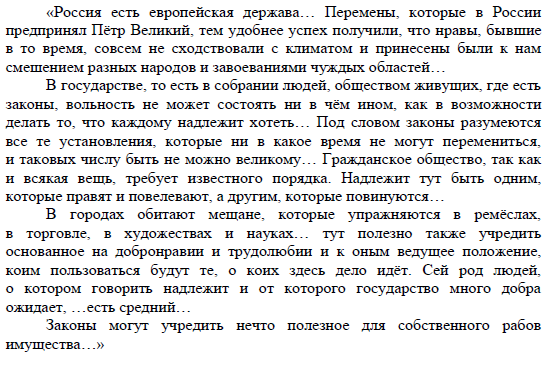 «Россия есть европейская держава… Перемены, которые в России
предпринял Пётр Великий, тем удобнее успех получили, что нравы, бывшие
в то время, совсем не сходствовали с климатом и принесены были к нам
смешением разных народов и завоеваниями чуждых областей…
В государстве, то есть в собрании людей, обществом живущих, где есть
законы, вольность не может состоять ни в чём ином, как в возможности
делать то, что каждому надлежит хотеть… Под словом законы разумеются
все те установления, которые ни в какое время не могут перемениться,
и таковых числу быть не можно великому… Гражданское общество, так как
и всякая вещь, требует известного порядка. Надлежит тут быть одним,
которые правят и повелевают, а другим, которые повинуются…
В городах обитают мещане, которые упражняются в ремёслах,
в торговле, в художествах и науках… тут полезно также учредить
основанное на добронравии и трудолюбии и к оным ведущее положение,
коим пользоваться будут те, о коих здесь дело идёт. Сей род людей,
о котором говорить надлежит и от которого государство много добра
ожидает, …есть средний…
Законы могут учредить нечто полезное для собственного рабов
имущества…»